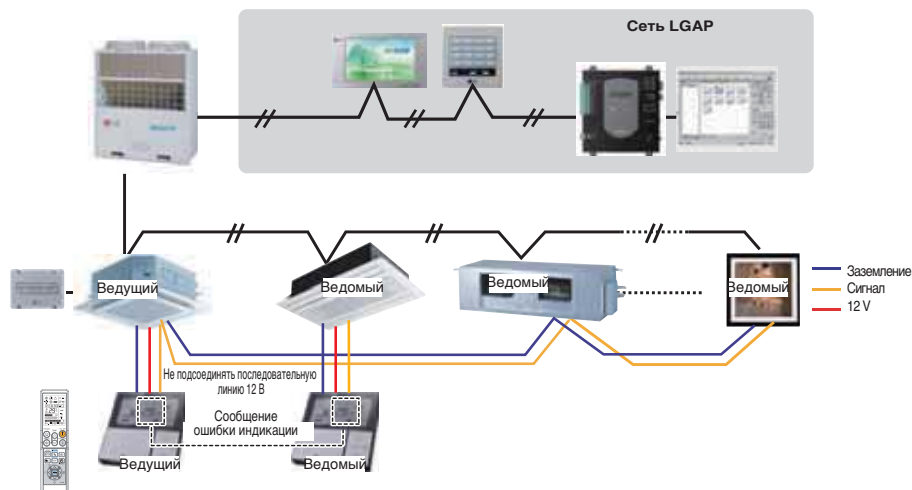 Сеть LGAP
Ведущий
Ведомый
Ведомый
Ведомый
Заземление
Сигнал
12 V
Не подсоединять последовательную
линию 12 В
Сообщение
ошибки индикации
Ведущий
Ведомый